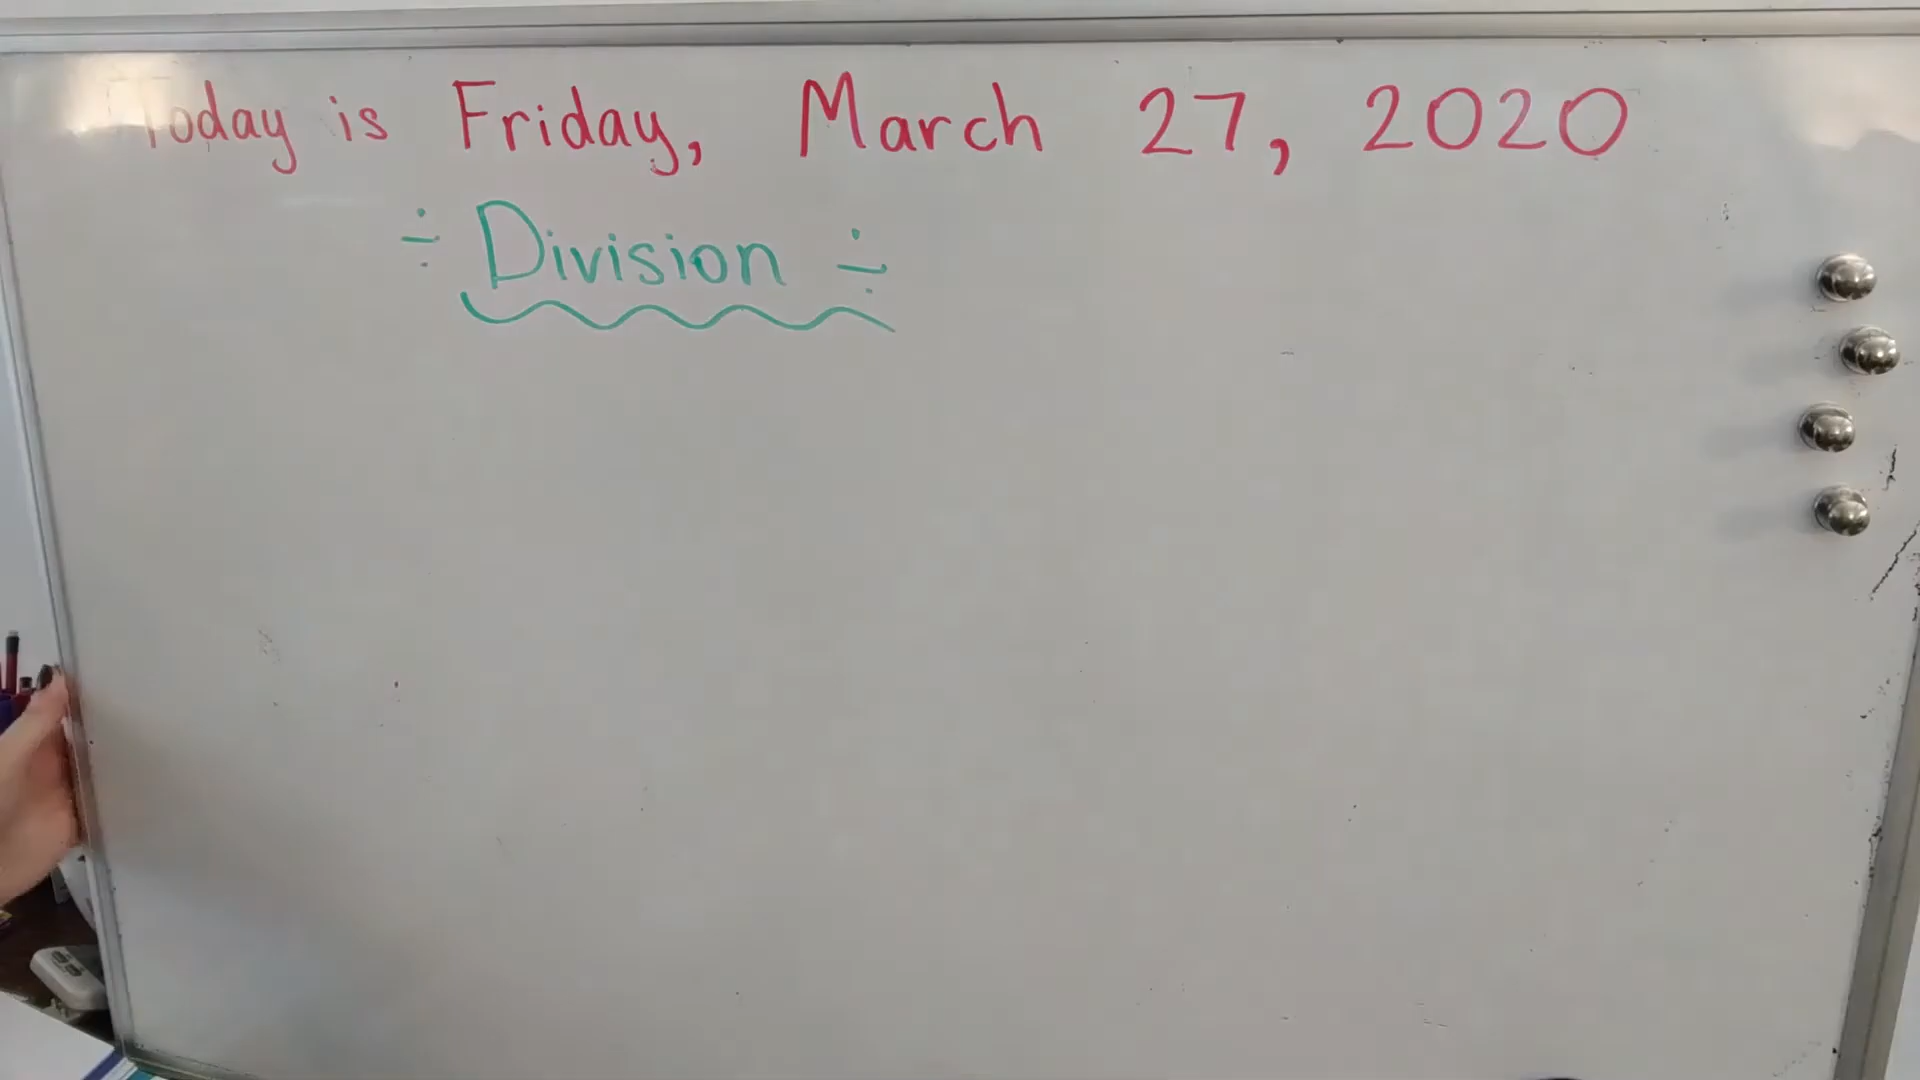 Today is Friday, March 27, 2020
÷ Division ÷